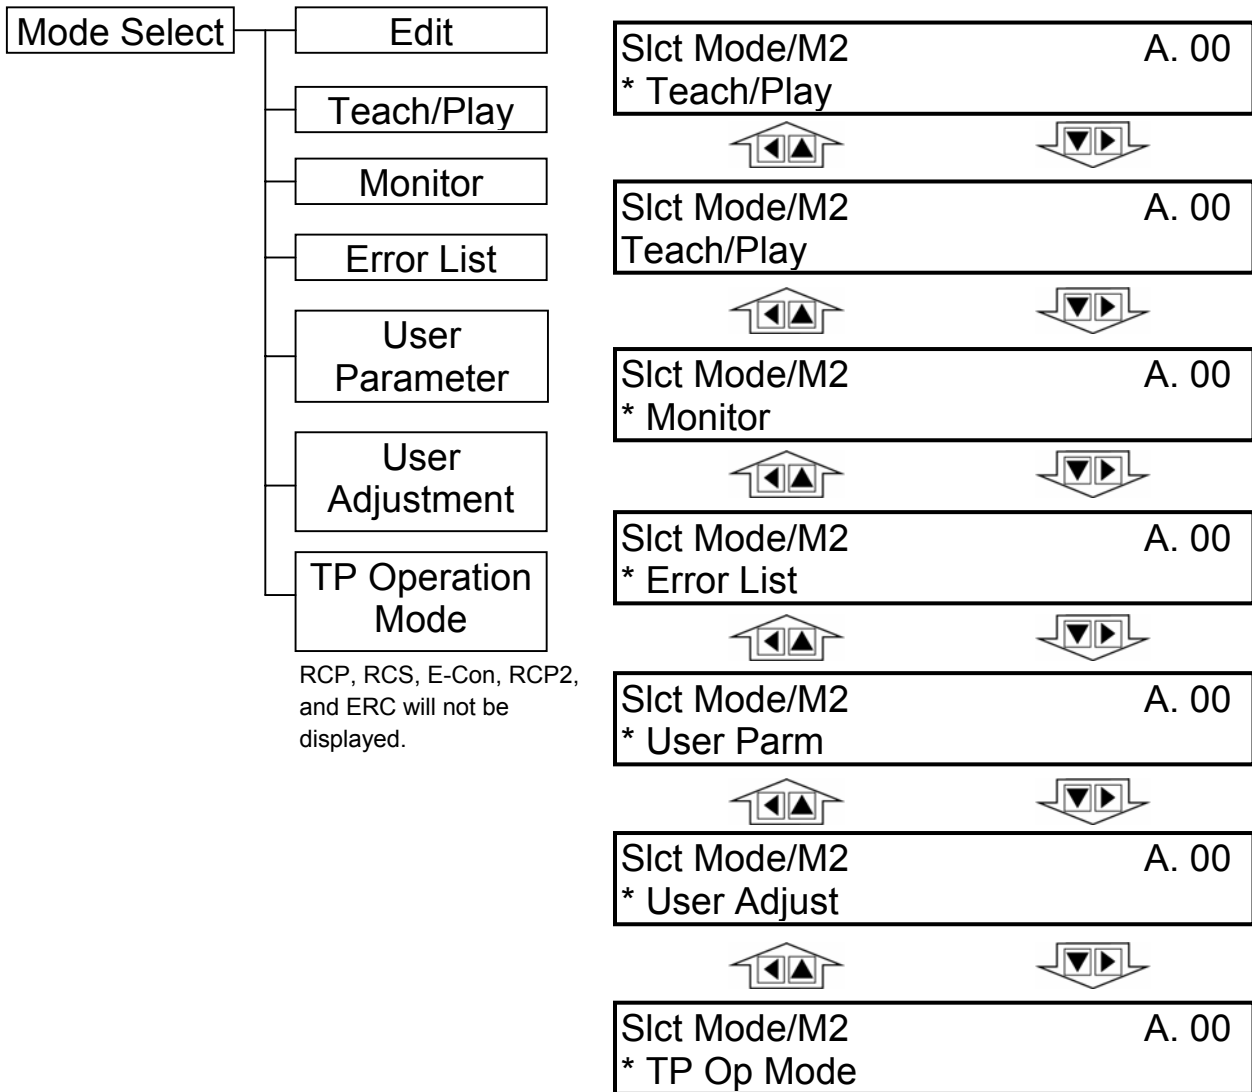 Mode Select
Edit
Teach/Play
Monitor
Error List
User
Parameter
User
Adjustment
TP Operation
Mode
RCP, RCS, E-Con, RCP2,
and ERC will not be
displayed.
Slct Mode/M2 A. 00
* Teach/Play
Slct Mode/M2 A. 00
Teach/Play
Slct Mode/M2 A. 00
* Monitor
Slct Mode/M2 A. 00
* Error List
Slct Mode/M2 A. 00
* User Parm
Slct Mode/M2 A. 00
* User Adjust
Slct Mode/M2 A. 00
* TP Op Mode